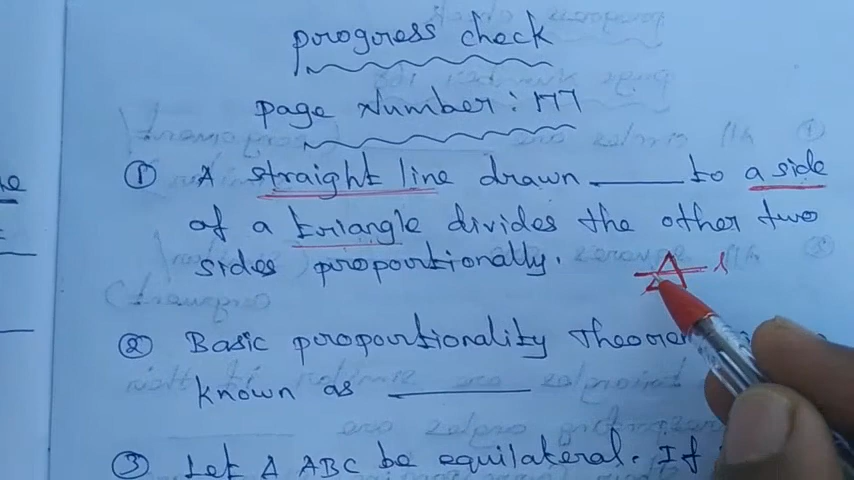 progress check
page Number: 177
① A straight line drawn ______ to a side
of a triangle divides the other two
sides proportionally.
② Basic proportionality Theorem
known as ______
③ Let Δ ABC be equilateral. If